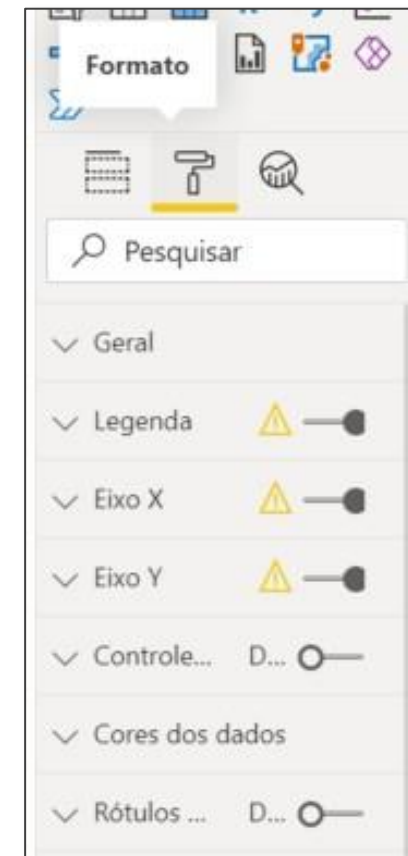 Formato
Pesquisar
Geral
Legenda
Eixo X
Eixo Y
Controle... D...
Cores dos dados
Rótulos ... D...